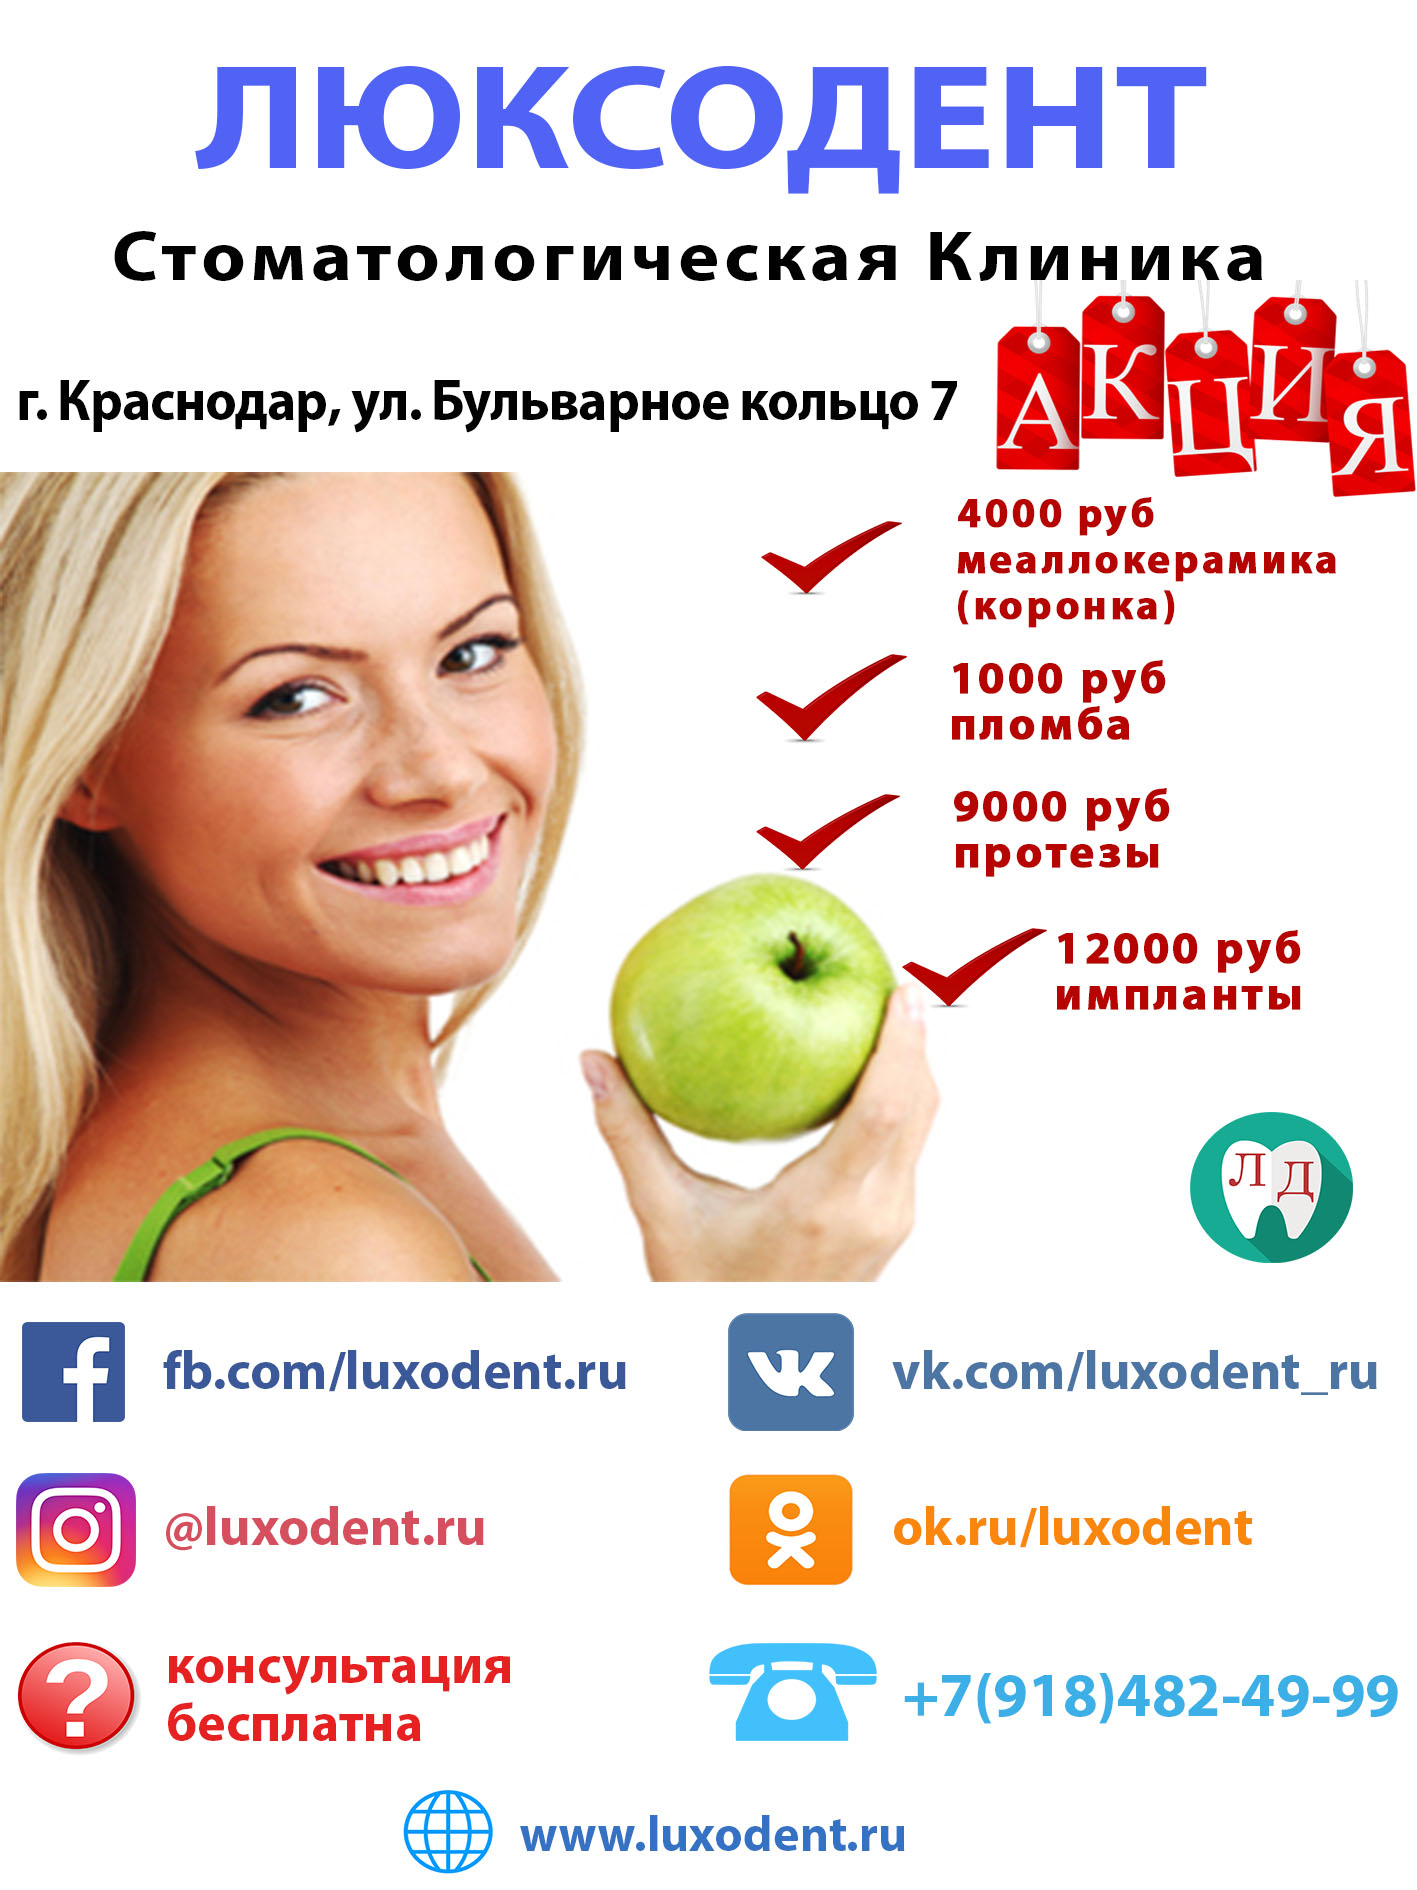 ЛЮКСОДЕНТ
Стоматологическая Клиника
г. Краснодар, ул. Бульварное кольцо 7
АКЦИЯ
4000 руб
меаллокерамика
(коронка)
1000 руб
пломба
9000 руб
протезы
12000 руб
импланты
ЛД
fb.com/luxodent.ru
vk.com/luxodent_ru
@luxodent.ru
ok.ru/luxodent
консультация
бесплатна
+7(918)482-49-99
www.luxodent.ru